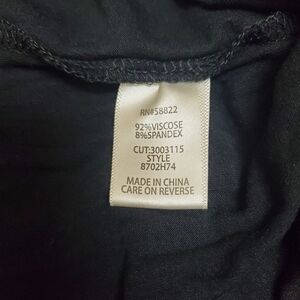 RN#58822
92%VISCOSE
8%SPANDEX
CUT:3003115
STYLE
8702H74
MADE IN CHINA
CARE ON REVERSE